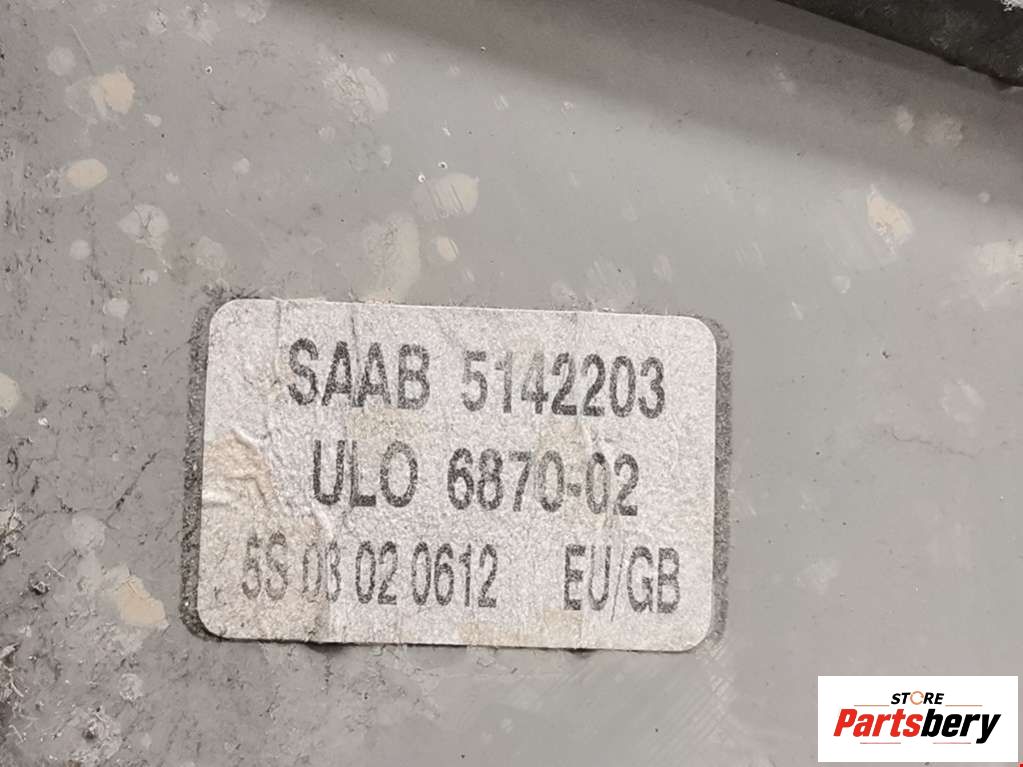 SAAB 5142203
ULO 6870-02
5S 03 02 0612 EU/GB
STORE
Partsbery